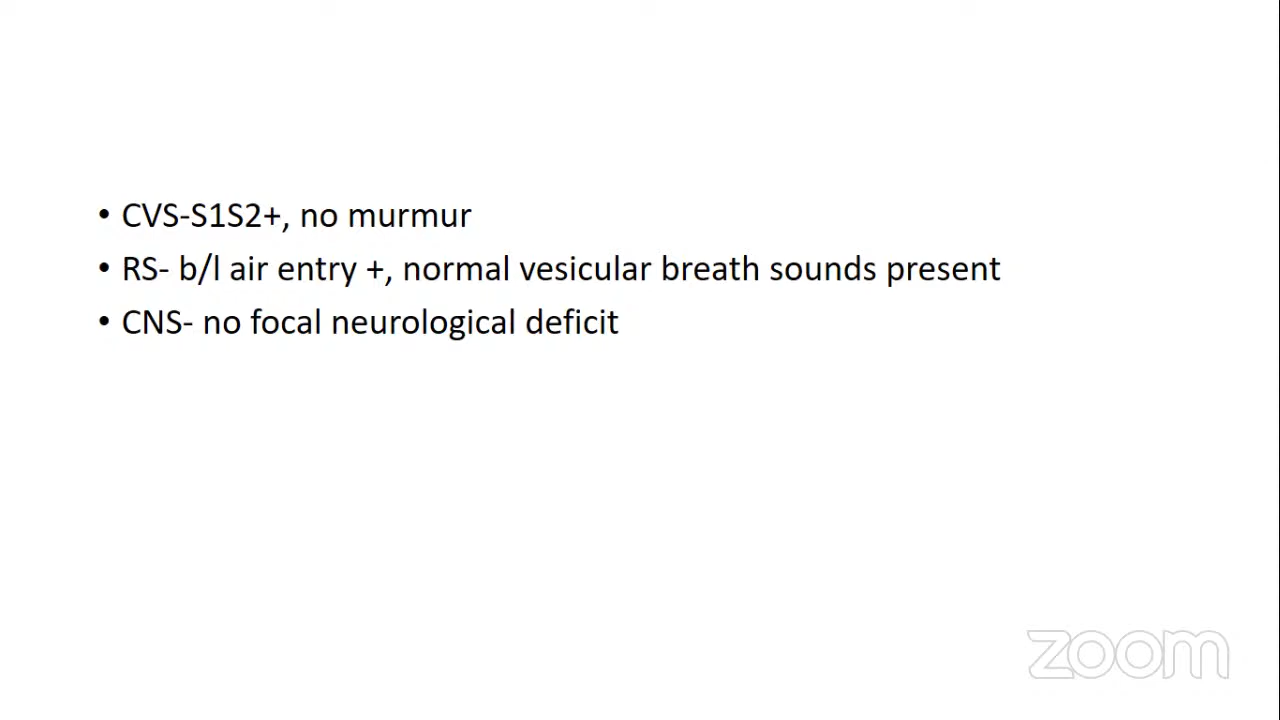 • CVS-S1S2+, no murmur
• RS- b/l air entry +, normal vesicular breath sounds present
• CNS- no focal neurological deficit
zoom